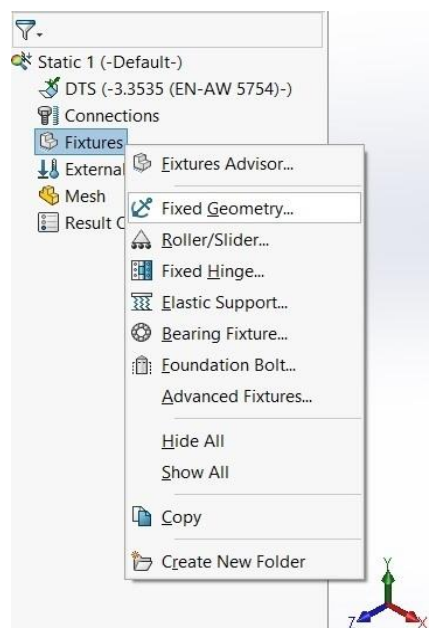 Static 1 (-Default-)
DTS (-3.3535 (EN-AW 5754)-)
Connections
Fixtures
External
Mesh
Result
Fixtures Advisor...
Fixed Geometry...
Roller/Slider...
Fixed Hinge...
Elastic Support...
Bearing Fixture...
Foundation Bolt...
Advanced Fixtures...
Hide All
Show All
Copy
Create New Folder
Y
Z
X